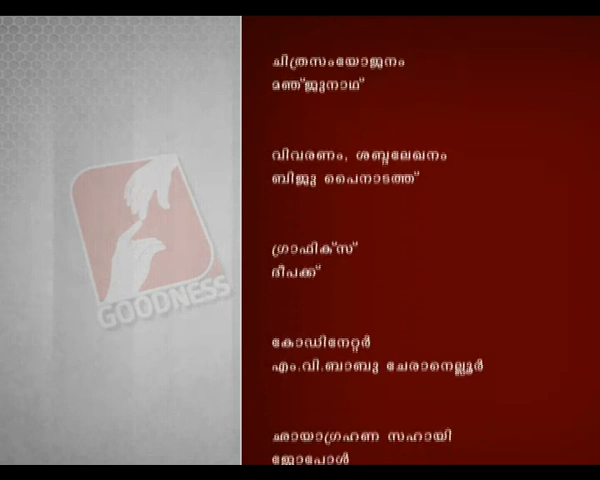 GOODNESS
ചിത്രസംയോജനം
മഞ്ജുനാഥ്
വിവരണം, ശബ്ദലേഖനം
ബിജു പൈനാടത്ത്
ഗ്രാഫിക്സ്
ദീപക്ക്
കോഡിനേറ്റർ
എം.വി.ബാബു ചേരാനെല്ലൂർ
ഛായാഗ്രഹണ സഹായി
ജോപോൾ